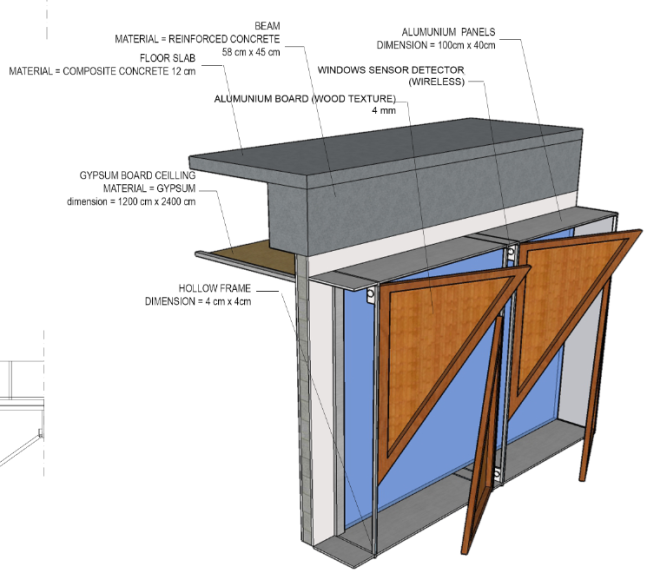 BEAM
MATERIAL = REINFORCED CONCRETE
58 cm x 45 cm
FLOOR SLAB
MATERIAL = COMPOSITE CONCRETE 12 cm
ALUMUNIUM PANELS
DIMENSION = 100cm x 40cm
WINDOWS SENSOR DETECTOR
(WIRELESS)
ALUMUNIUM BOARD (WOOD TEXTURE)
4 mm
GYPSUM BOARD CEILLING
MATERIAL = GYPSUM
dimension = 1200 cm x 2400 cm
HOLLOW FRAME
DIMENSION = 4 cm x 4cm